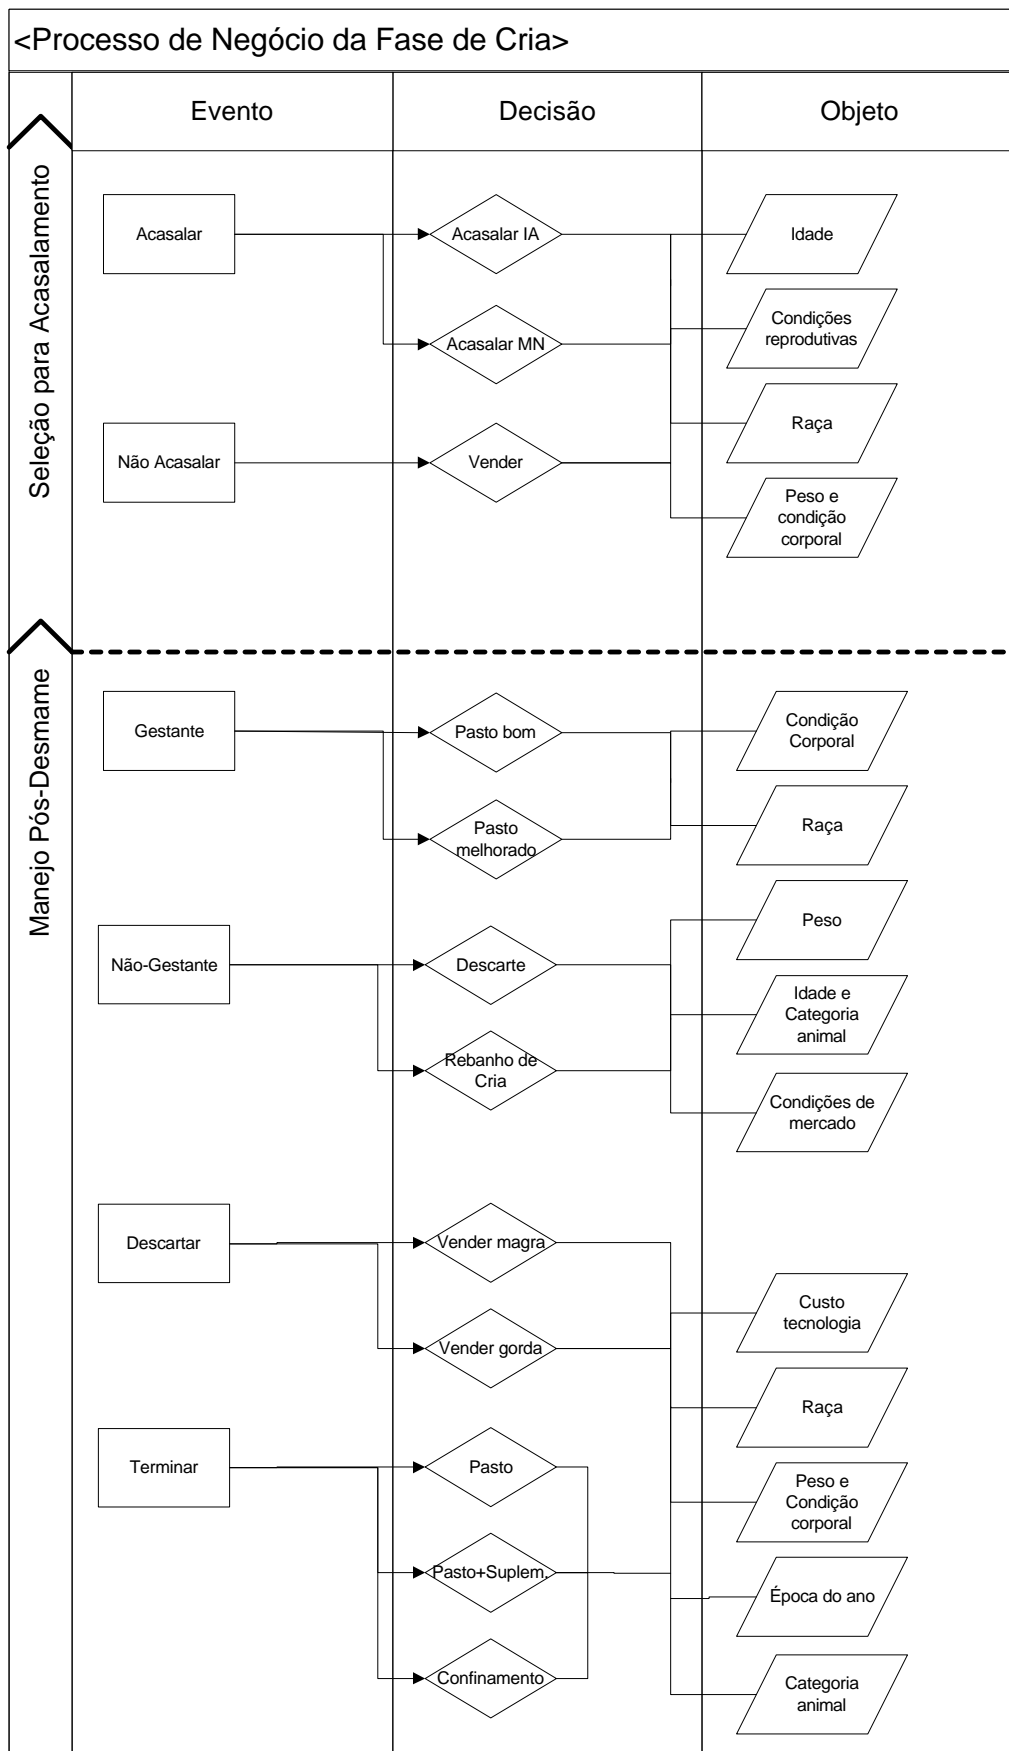 <Processo de Negócio da Fase de Cria>
Evento
Decisão
Objeto
Seleção para Acasalamento
Acasalar
Acasalar IA
Idade
Acasalar MN
Condições
reprodutivas
Não Acasalar
Vender
Raça
Peso e
condição
corporal
Manejo Pós-Desmame
Gestante
Pasto bom
Condição
Corporal
Pasto
melhorado
Raça
Não-Gestante
Descarte
Peso
Rebanho de
Cria
Idade e
Categoria
animal
Condições de
mercado
Descartar
Vender magra
Vender gorda
Custo
tecnologia
Raça
Terminar
Pasto
Peso e
Condição
corporal
Pasto+Suplem.
Época do ano
Confinamento
Categoria
animal